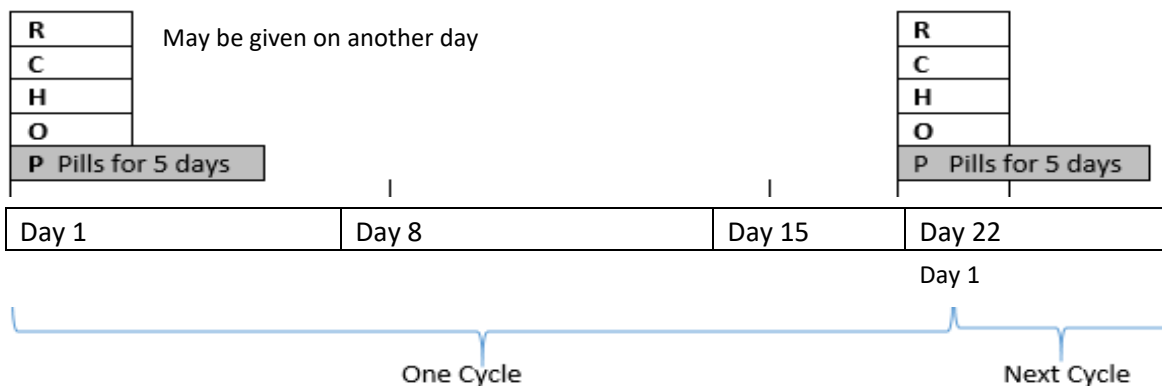 R
May be given on another day
C
H
O
P Pills for 5 days
R
C
H
O
P Pills for 5 days
Day 1
Day 8
Day 15
Day 22
Day 1
One Cycle
Next Cycle